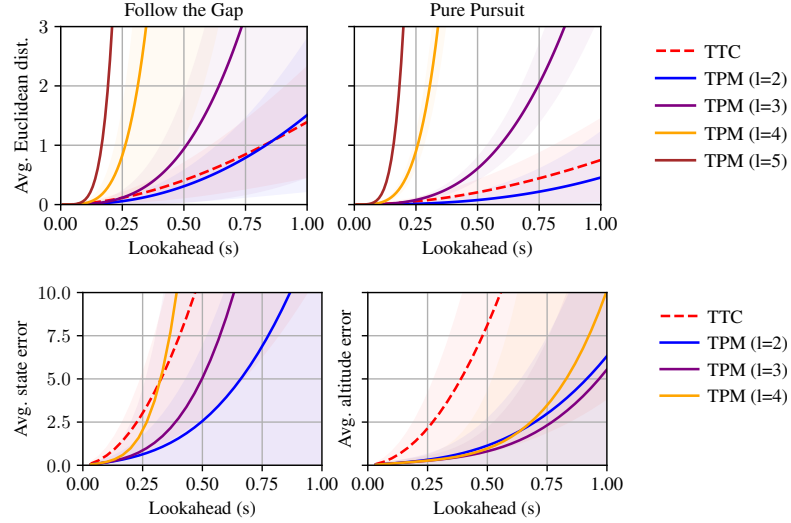 Follow the Gap
Pure Pursuit
Avg. Euclidean dist.
3
2
1
0
0.00 0.25 0.50 0.75 1.00
Lookahead (s)
0
0.00 0.25 0.50 0.75 1.00
Lookahead (s)
TTC
TPM (l=2)
TPM (l=3)
TPM (l=4)
TPM (l=5)
Avg. state error
10.0
7.5
5.0
2.5
0.0
0.00 0.25 0.50 0.75 1.00
Lookahead (s)
Avg. altitude error
0.00 0.25 0.50 0.75 1.00
Lookahead (s)
TTC
TPM (l=2)
TPM (l=3)
TPM (l=4)